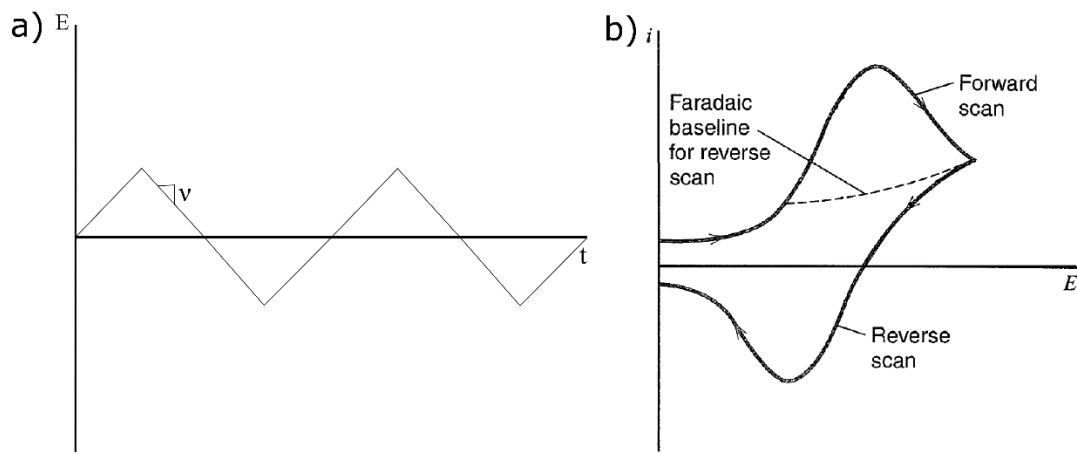 a)
E
ν
t
b)
i
Forward
scan
Faradaic
baseline
for reverse
scan
E
Reverse
scan